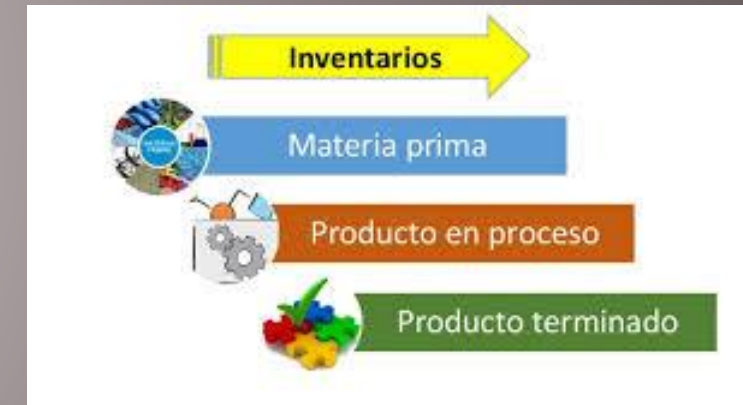 Inventarios
Materia prima
Producto en proceso
Producto terminado